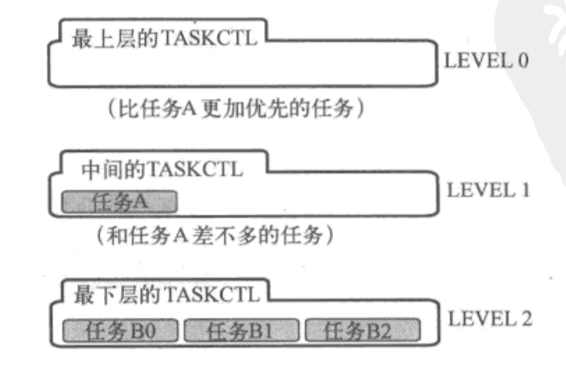 最上层的TASKCTL
LEVEL 0
（比任务A更加优先的任务）
中间的TASKCTL
任务A
LEVEL 1
（和任务A差不多的任务）
最下层的TASKCTL
任务B0 任务B1 任务B2
LEVEL 2